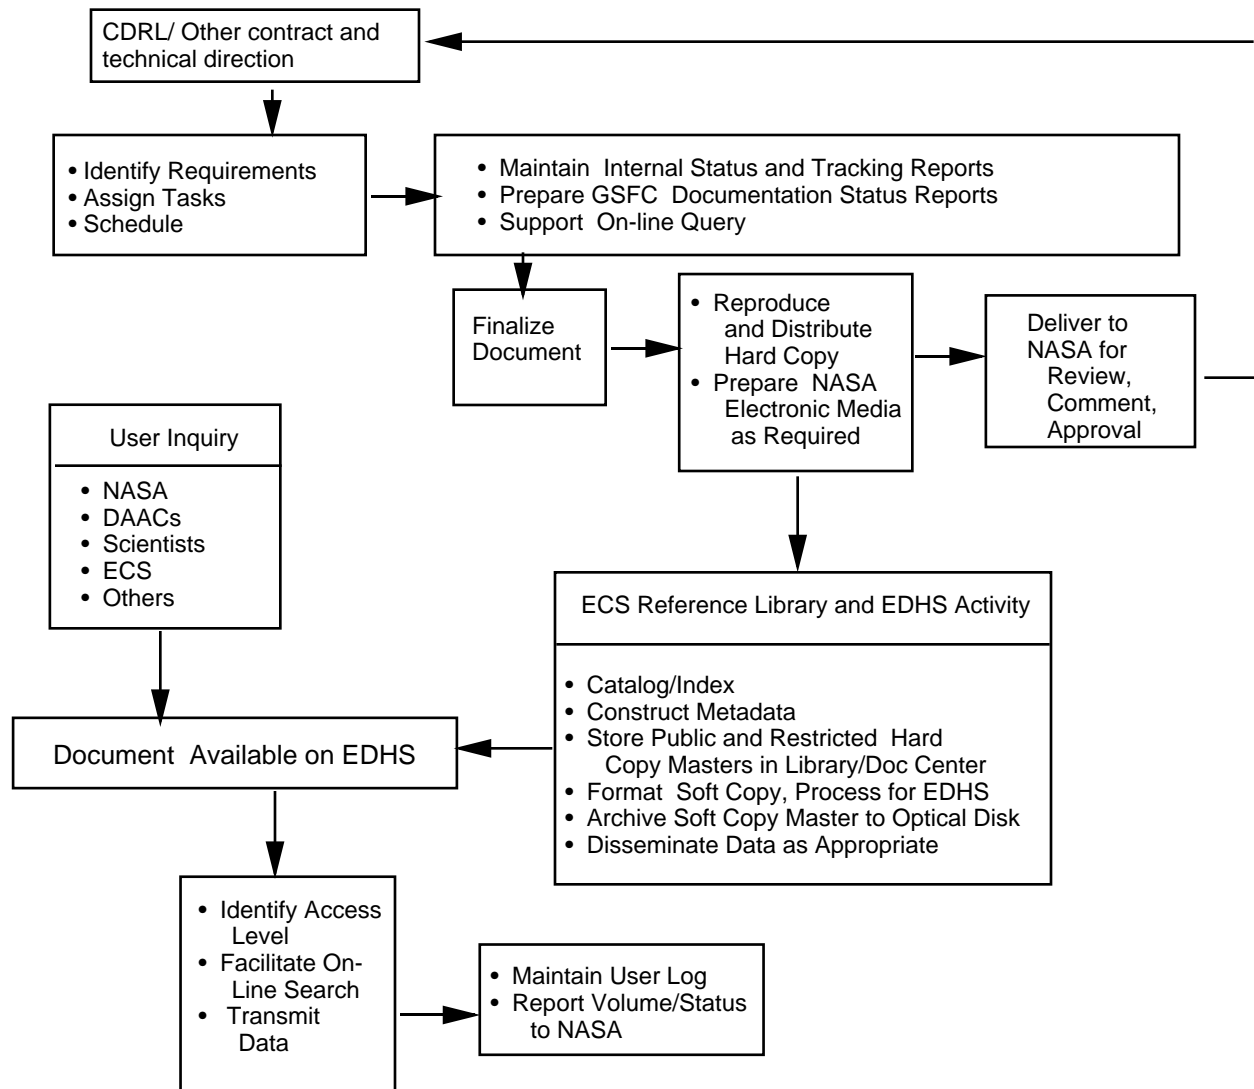 CDRL/ Other contract and
technical direction
• Identify Requirements
• Assign Tasks
• Schedule
• Maintain Internal Status and Tracking Reports
• Prepare GSFC Documentation Status Reports
• Support On-line Query
Finalize
Document
• Reproduce
and Distribute
Hard Copy
• Prepare NASA
Electronic Media
as Required
Deliver to
NASA for
Review,
Comment,
Approval
User Inquiry
• NASA
• DAACs
• Scientists
• ECS
• Others
ECS Reference Library and EDHS Activity
• Catalog/Index
• Construct Metadata
• Store Public and Restricted Hard
Copy Masters in Library/Doc Center
• Format Soft Copy, Process for EDHS
• Archive Soft Copy Master to Optical Disk
• Disseminate Data as Appropriate
Document Available on EDHS
• Identify Access
Level
• Facilitate On-
Line Search
• Transmit
Data
• Maintain User Log
• Report Volume/Status
to NASA